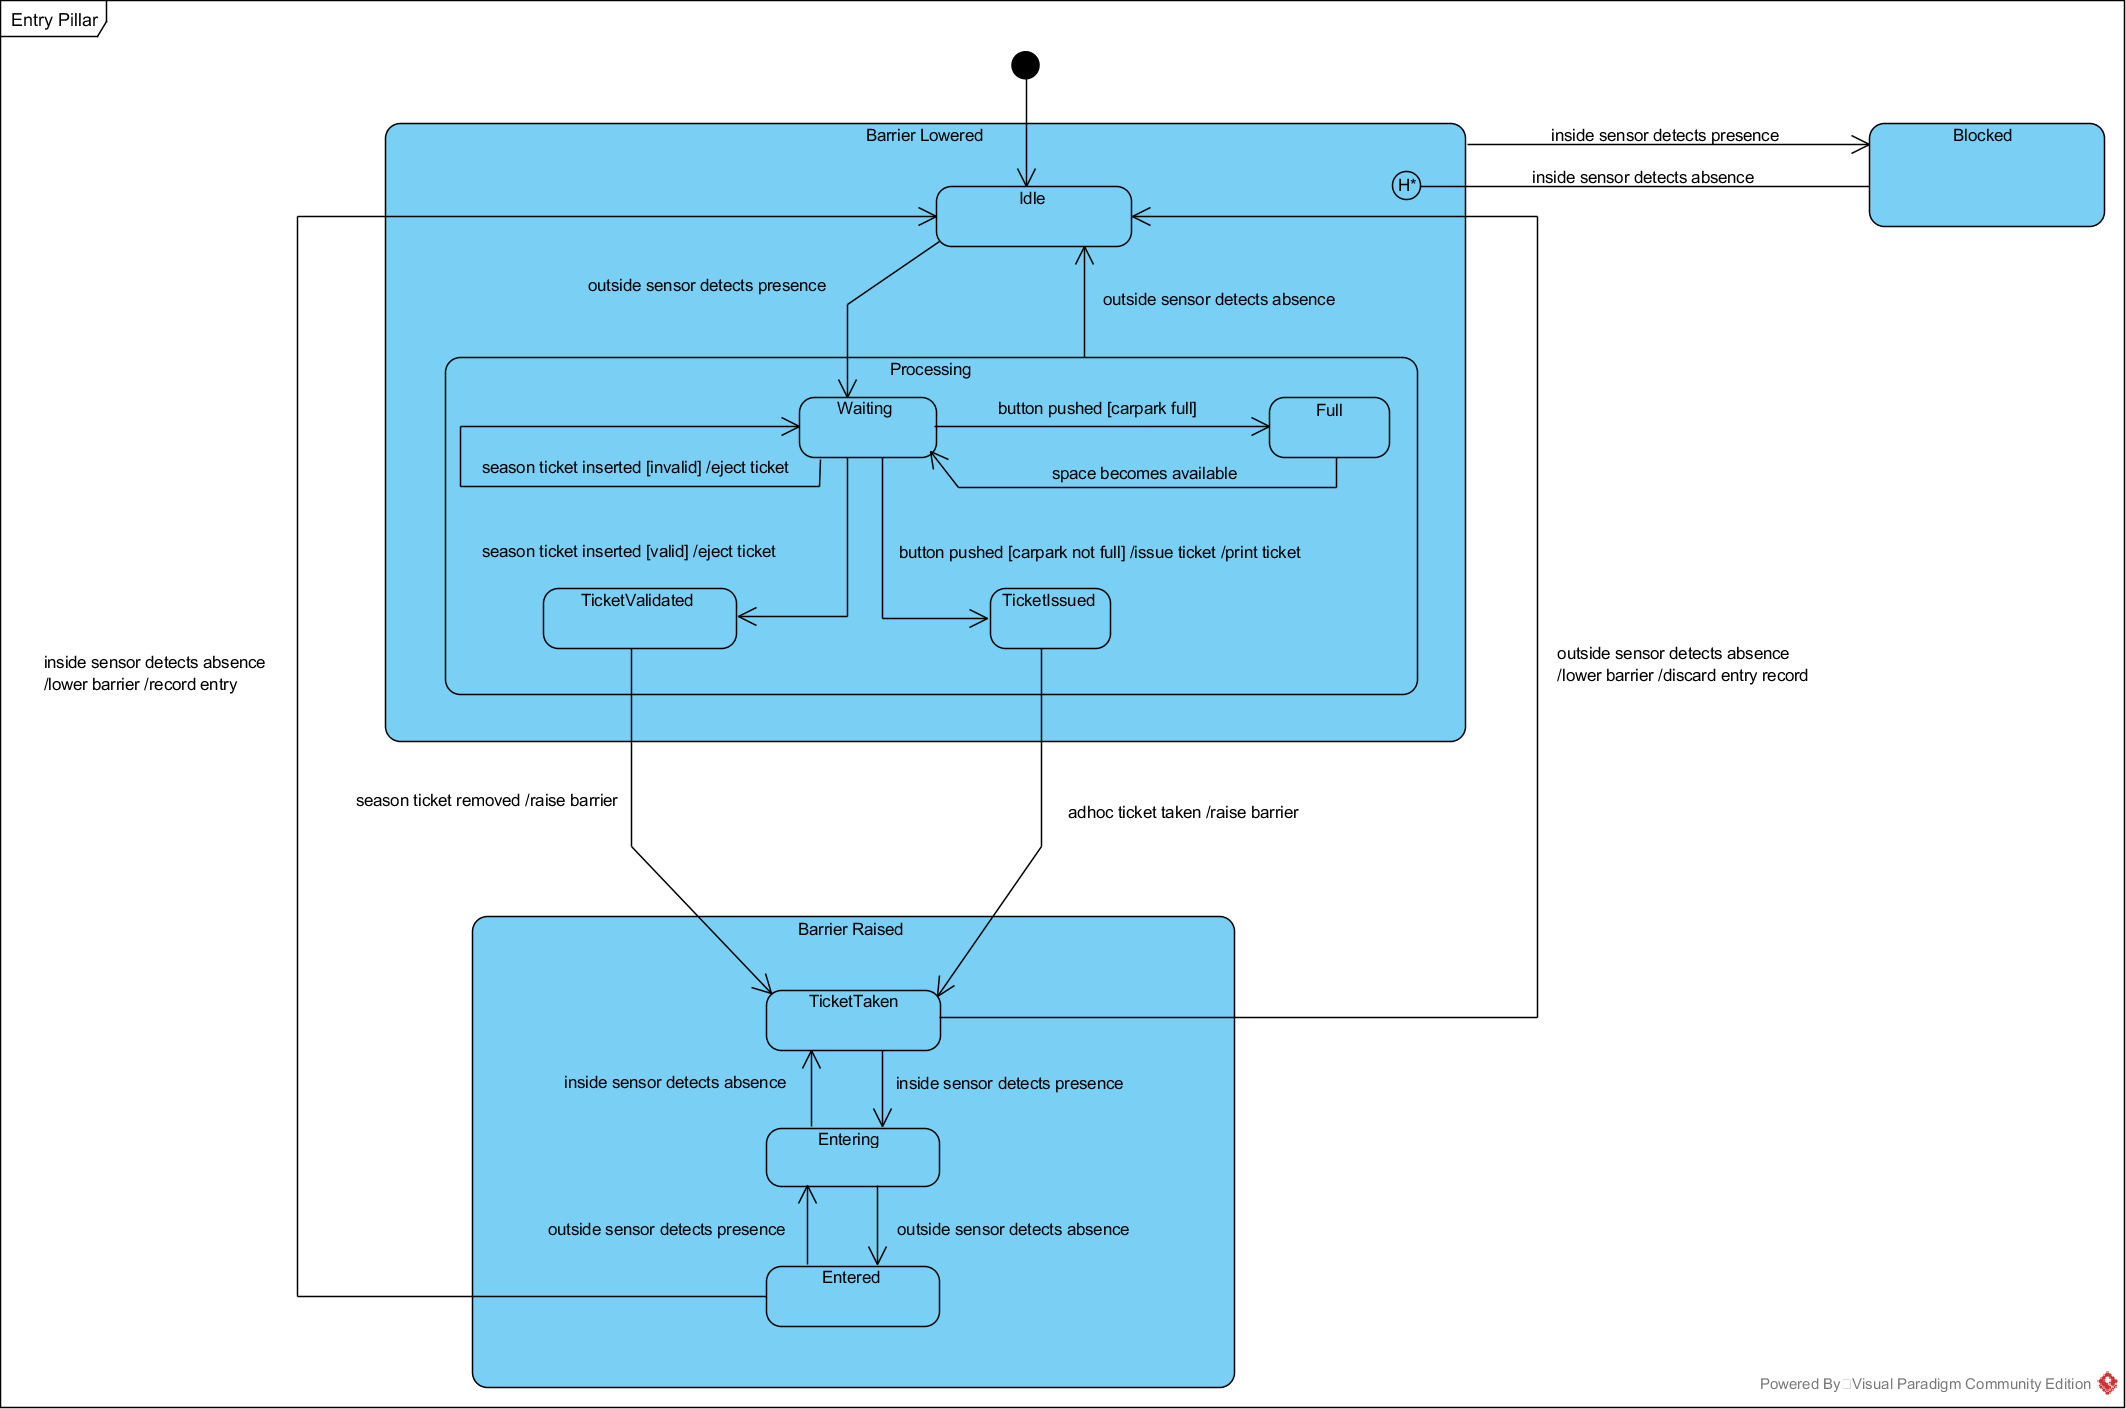 Entry Pillar
Barrier Lowered
inside sensor detects presence
Blocked
H*
inside sensor detects absence
Idle
outside sensor detects presence
outside sensor detects absence
Processing
Waiting
button pushed [carpark full]
Full
season ticket inserted [invalid] /eject ticket
space becomes available
season ticket inserted [valid] /eject ticket
button pushed [carpark not full] /issue ticket /print ticket
TicketValidated
TicketIssued
inside sensor detects absence
/lower barrier /record entry
outside sensor detects absence
/lower barrier /discard entry record
season ticket removed /raise barrier
adhoc ticket taken /raise barrier
Barrier Raised
TicketTaken
inside sensor detects absence
inside sensor detects presence
Entering
outside sensor detects presence
outside sensor detects absence
Entered
Powered By Visual Paradigm Community Edition